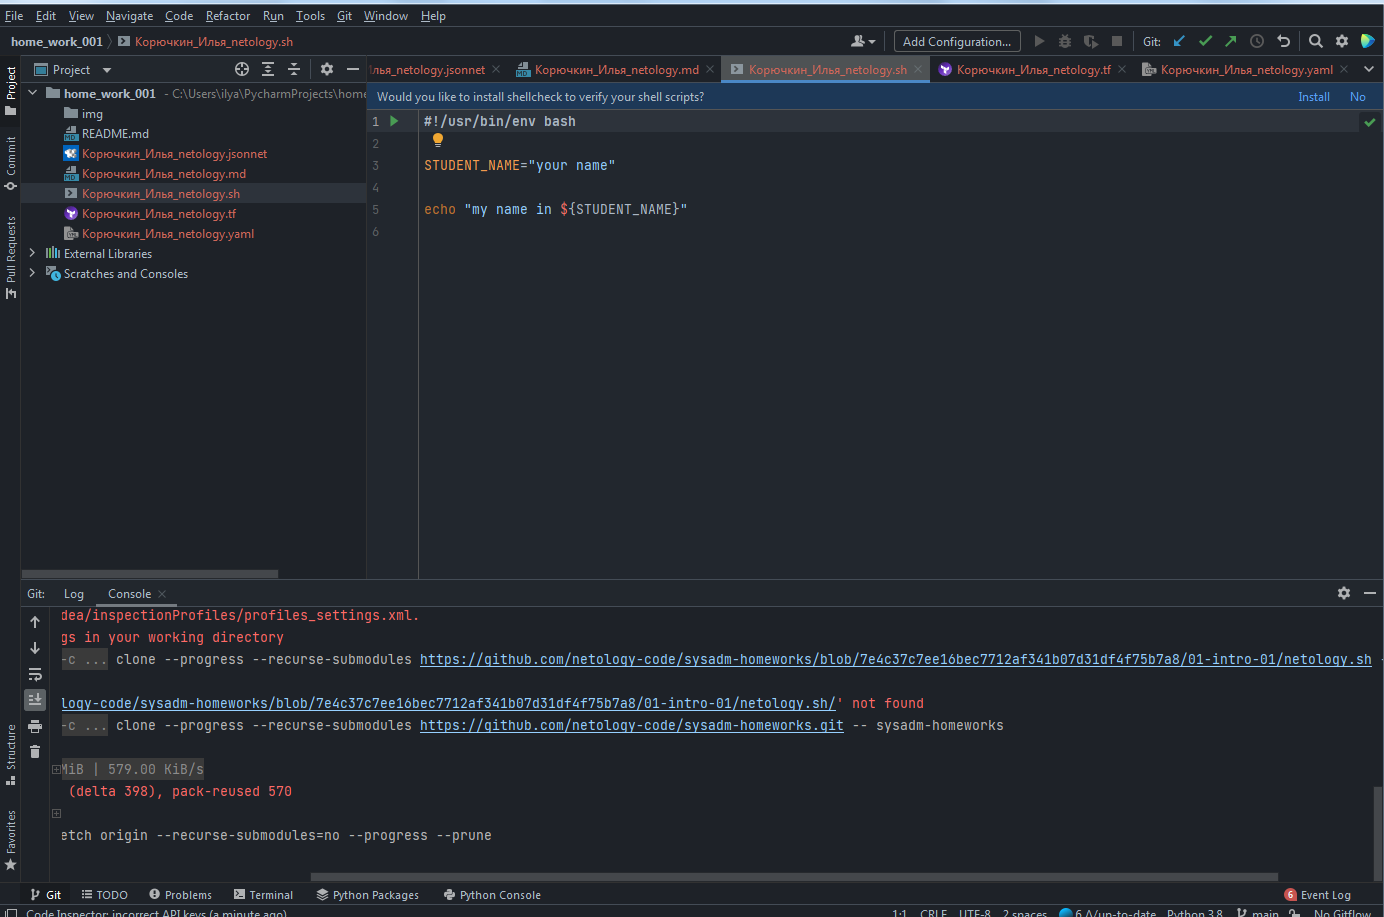 File Edit View Navigate Code Refactor Run Tools Git Window Help
home_work_001 Корючкин_Илья_netology.sh Add Configuration... Git:
Project
Project
лья_netology.jsonnet Корючкин_Илья_netology.md Корючкин_Илья_netology.sh Корючкин_Илья_netology.tf Корючкин_Илья_netology.yaml
home_work_001 - C:\Users\ilya\PycharmProjects\home
img
README.md
Корючкин_Илья_netology.jsonnet
Корючкин_Илья_netology.md
Корючкин_Илья_netology.sh
Корючкин_Илья_netology.tf
Корючкин_Илья_netology.yaml
External Libraries
Scratches and Consoles
Commit
Pull Requests
Would you like to install shellcheck to verify your shell scripts? Install No
1 #!/usr/bin/env bash
2
3 STUDENT_NAME="your name"
4
5 echo "my name in ${STUDENT_NAME}"
6
Git: Log Console
dea/inspectionProfiles/profiles_settings.xml.
gs in your working directory
-c ... clone --progress --recurse-submodules https://github.com/netology-code/sysadm-homeworks/blob/7e4c37c7ee16bec7712af341b07d31df4f75b7a8/01-intro-01/netology.sh
logy-code/sysadm-homeworks/blob/7e4c37c7ee16bec7712af341b07d31df4f75b7a8/01-intro-01/netology.sh/' not found
-c ... clone --progress --recurse-submodules https://github.com/netology-code/sysadm-homeworks.git -- sysadm-homeworks
MiB | 579.00 KiB/s
(delta 398), pack-reused 570
etch origin --recurse-submodules=no --progress --prune
Structure
Favorites
Git TODO Problems Terminal Python Packages Python Console 6 Event Log
Code Inspector: incorrect API keys (a minute ago) 1:1 CRLF UTF-8 2 spaces 6 Δ/up-to-date Python 3.8 main No Gitflow